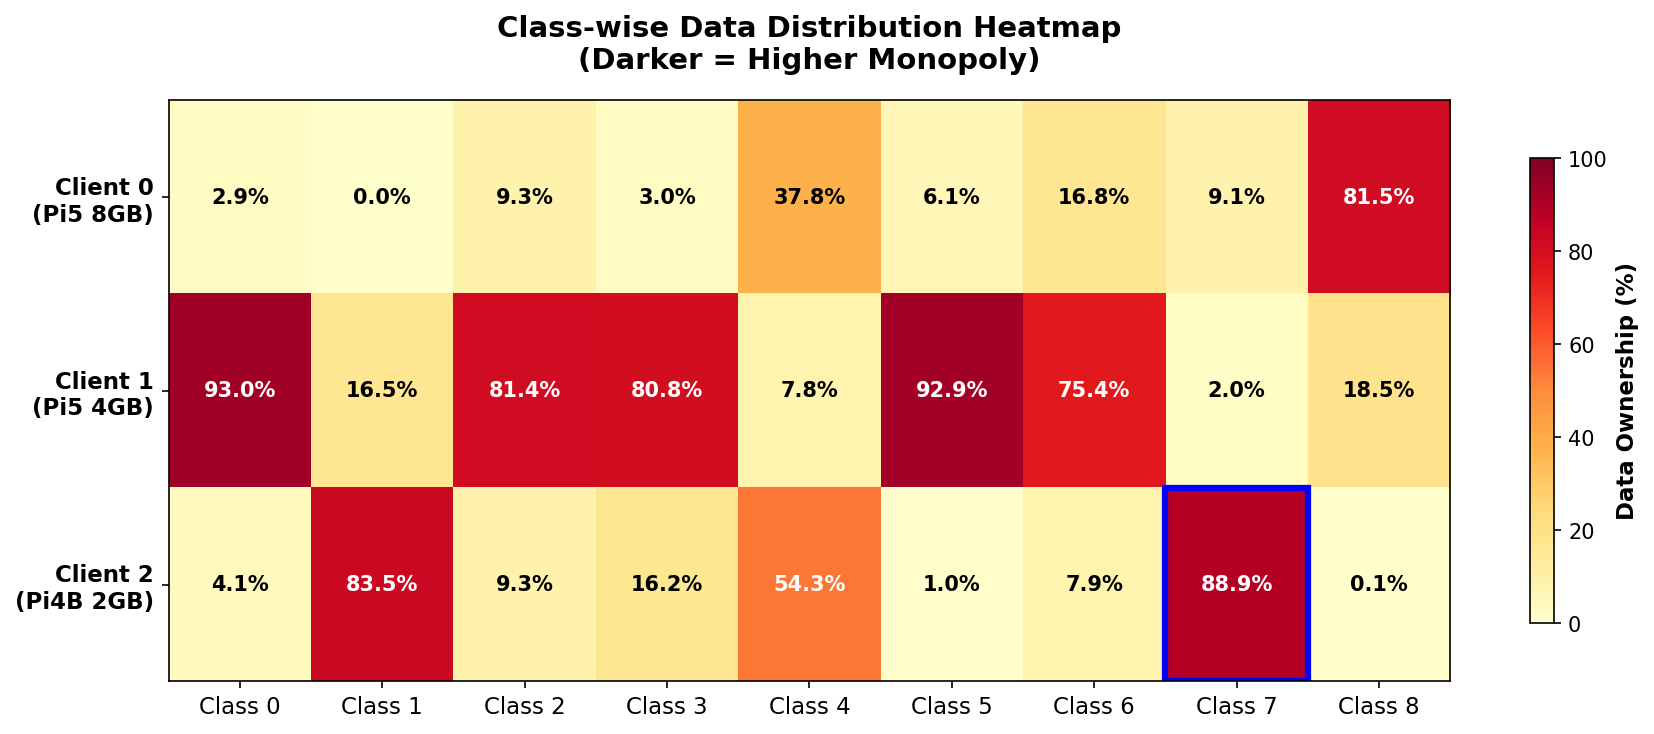 Class-wise Data Distribution Heatmap
(Darker = Higher Monopoly)
Client 0
(Pi5 8GB)
2.9% 0.0% 9.3% 3.0% 37.8% 6.1% 16.8% 9.1% 81.5%
Client 1
(Pi5 4GB)
93.0% 16.5% 81.4% 80.8% 7.8% 92.9% 75.4% 2.0% 18.5%
Client 2
(Pi4B 2GB)
4.1% 83.5% 9.3% 16.2% 54.3% 1.0% 7.9% 88.9% 0.1%
Class 0 Class 1 Class 2 Class 3 Class 4 Class 5 Class 6 Class 7 Class 8
100
80
60
40
20
0
Data Ownership (%)